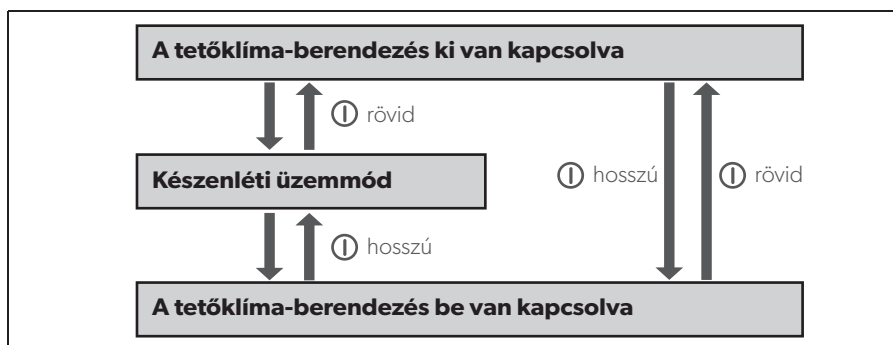 A tetőklíma-berendezés ki van kapcsolva
rövid
hosszú
rövid
Készenléti üzemmód
hosszú
A tetőklíma-berendezés be van kapcsolva